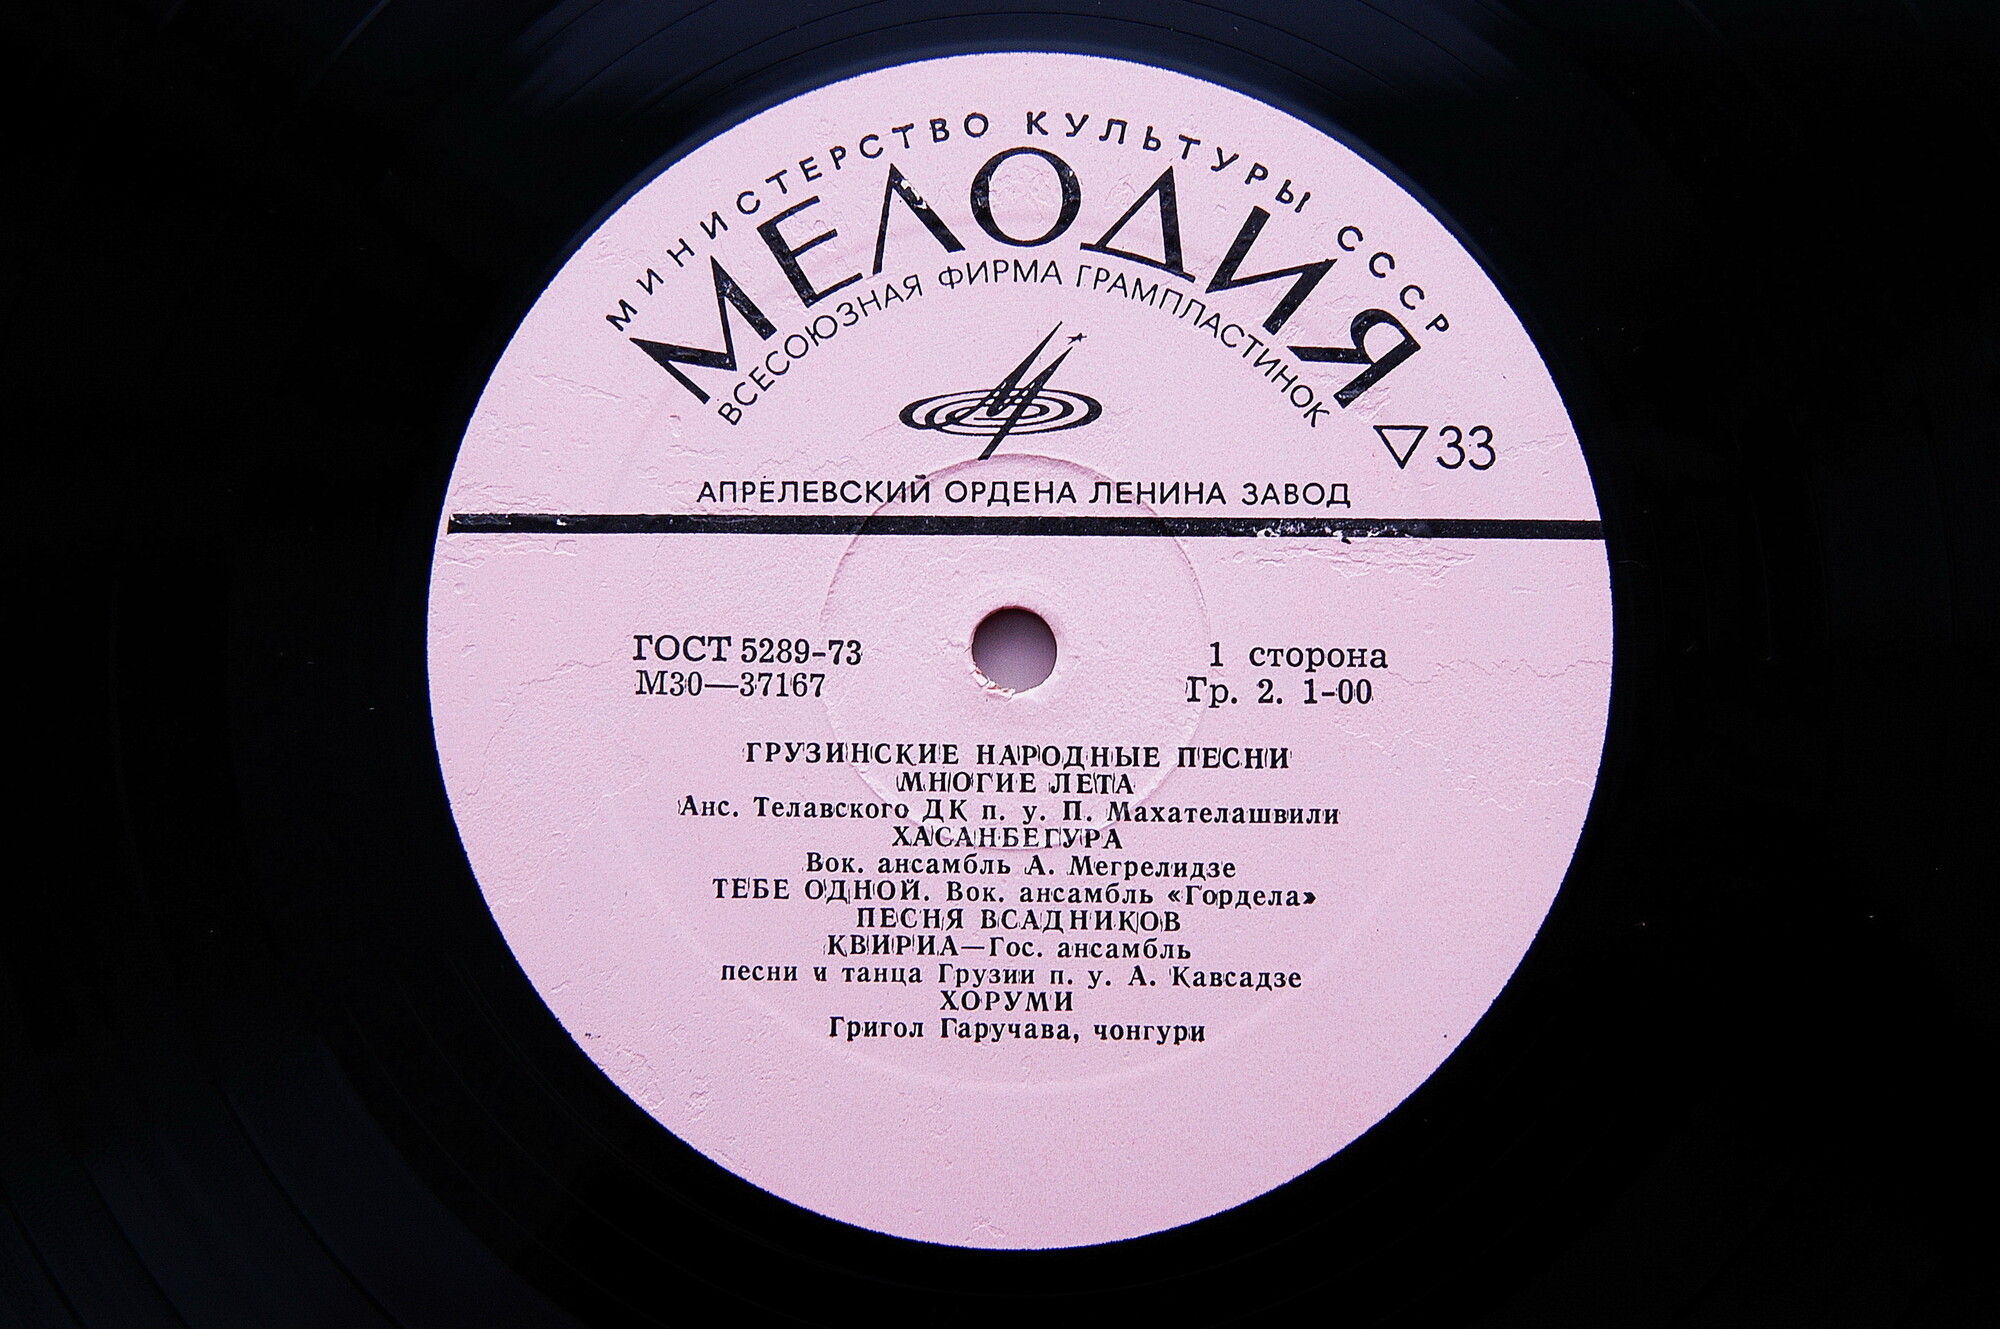 МИНИСТЕРСТВО КУЛЬТУРЫ СССР
МЕЛОДИЯ
ВСЕСОЮЗНАЯ ФИРМА ГРАМПЛАСТИНОК
33
АПРЕЛЕВСКИЙ ОРДЕНА ЛЕНИНА ЗАВОД
ГОСТ 5289-73
М30—37167
1 сторона
Гр. 2. 1-00
ГРУЗИНСКИЕ НАРОДНЫЕ ПЕСНИ
МНОГИЕ ЛЕТА
Анс. Телавского ДК п. у. П. Махателашвили
ХАСАНБЕГУРА
Вок. ансамбль А. Мегрелидзе
ТЕБЕ ОДНОЙ. Вок. ансамбль «Гордела»
ПЕСНЯ ВСАДНИКОВ
КВИРИА—Гос. ансамбль
песни и танца Грузии п. у. А. Кавсадзе
ХОРУМИ
Григол Гаручава, чонгури